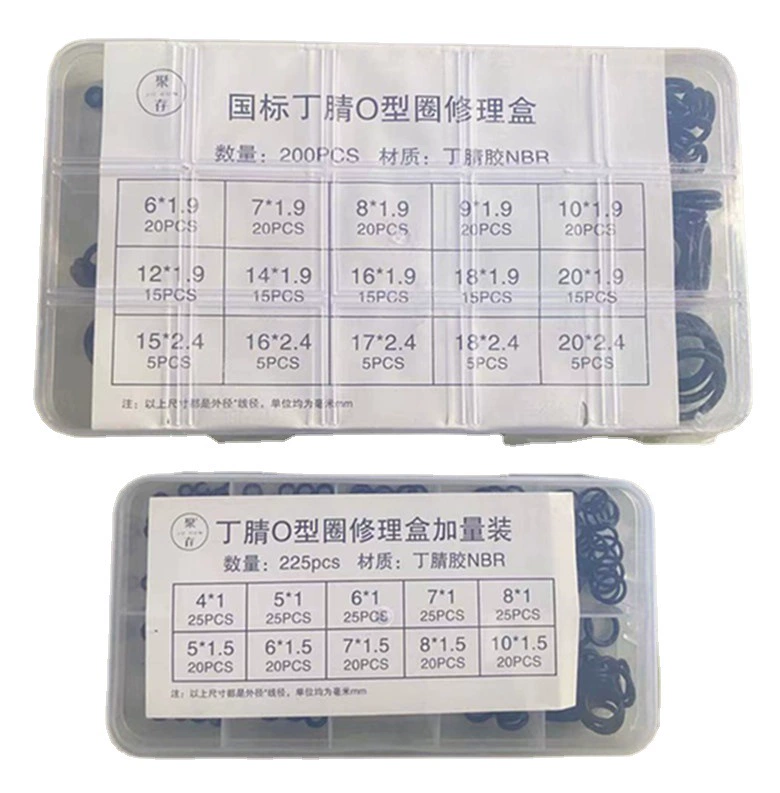 聚
存
国标丁腈O型圈修理盒
数量：200PCS 材质：丁腈胶NBR
6*1.9 7*1.9 8*1.9 9*1.9 10*1.9
20PCS 20PCS 20PCS 20PCS 20PCS
12*1.9 14*1.9 16*1.9 18*1.9 20*1.9
15PCS 15PCS 15PCS 15PCS 15PCS
15*2.4 16*2.4 17*2.4 18*2.4 20*2.4
5PCS 5PCS 5PCS 5PCS 5PCS
注：以上尺寸都是外径*线径，单位均为毫米mm
聚
存
丁腈O型圈修理盒加量装
数量：225pcs 材质：丁腈胶NBR
4*1 5*1 6*1 7*1 8*1
25PCS 25PCS 25PCS 25PCS 25PCS
5*1.5 6*1.5 7*1.5 8*1.5 10*1.5
20PCS 20PCS 20PCS 20PCS 20PCS
注：以上尺寸都是外径*线径，单位均为毫米mm